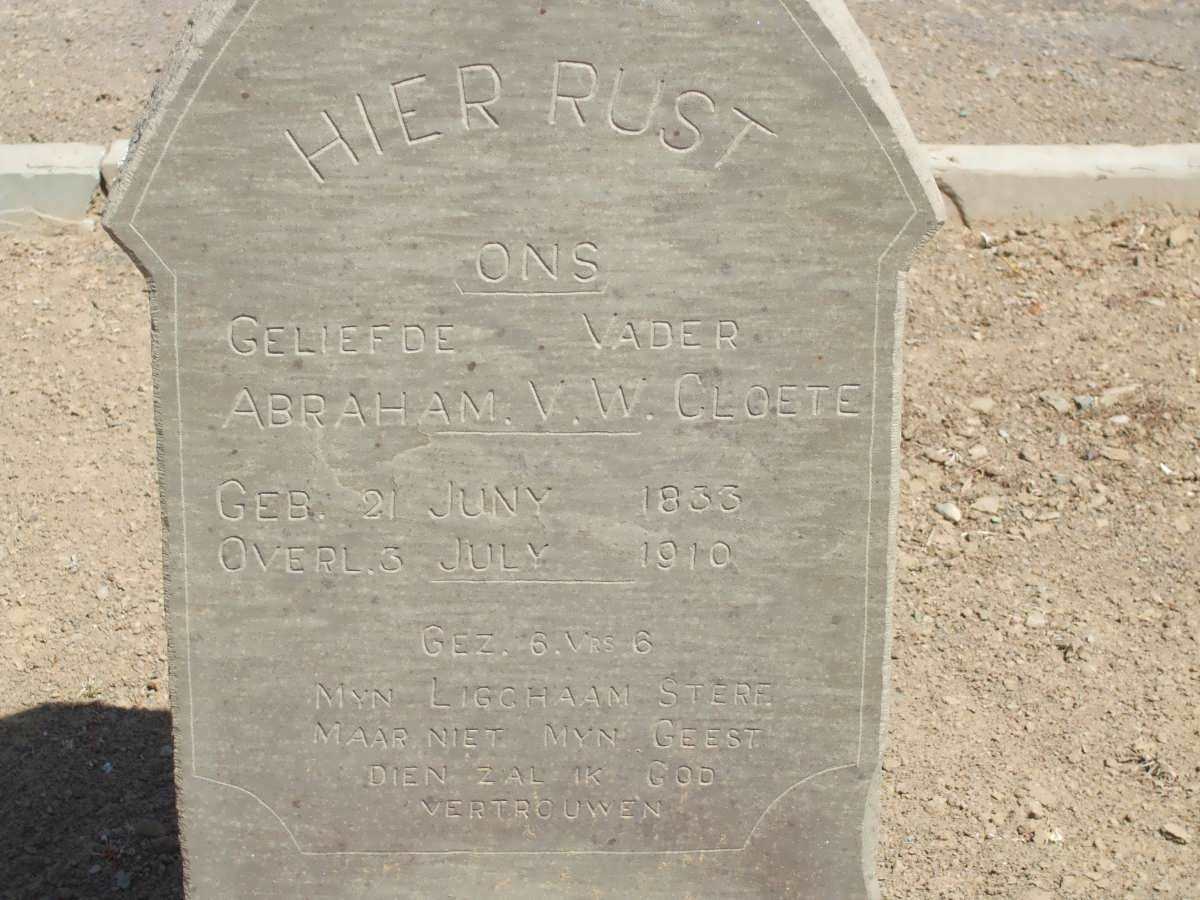 HIER RUST
ONS
GELIEFDE VADER
ABRAHAM. V. W. CLOETE
GEB. 21 JUNY 1833
OVERL. 3 JULY 1910
GEZ. 6. VRS 6
MYN LIGCHAAM STERF.
MAAR NIET MYN GEEST
DIEN ZAL IK GOD
VERTROUWEN